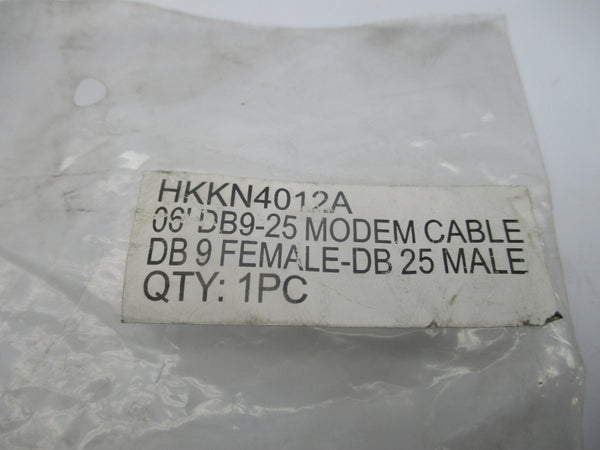 HKKN4012A
06' DB9-25 MODEM CABLE
DB 9 FEMALE-DB 25 MALE
QTY: 1PC